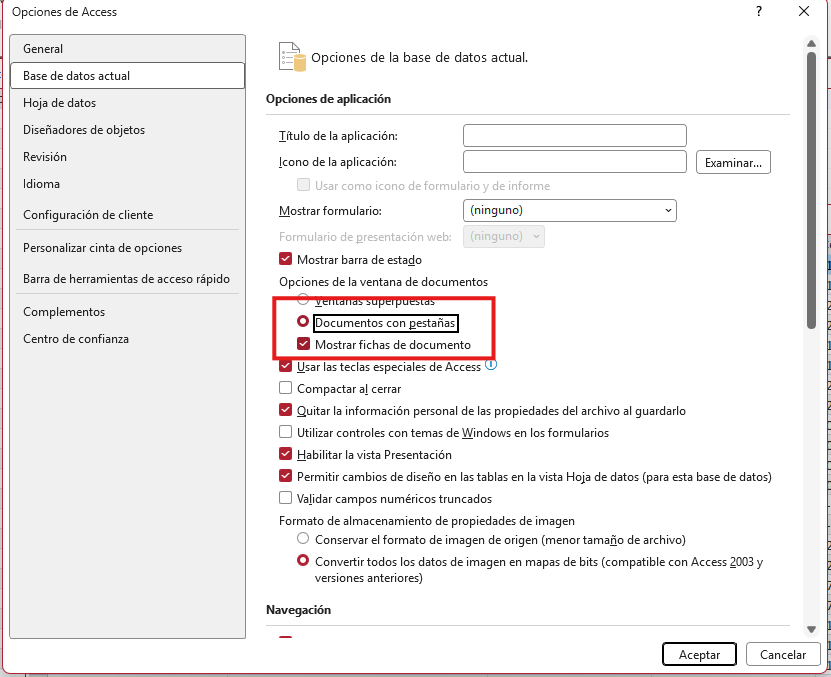 Opciones de Access
?
General
Base de datos actual
Hoja de datos
Diseñadores de objetos
Revisión
Idioma
Configuración de cliente
Personalizar cinta de opciones
Barra de herramientas de acceso rápido
Complementos
Centro de confianza
Opciones de la base de datos actual.
Opciones de aplicación
Título de la aplicación:
Icono de la aplicación:
Examinar...
Usar como icono de formulario y de informe
Mostrar formulario: (ninguno)
Formulario de presentación web: (ninguno)
Mostrar barra de estado
Opciones de la ventana de documentos
Ventanas superpuestas
Documentos con pestañas
Mostrar fichas de documento
Usar las teclas especiales de Access
Compactar al cerrar
Quitar la información personal de las propiedades del archivo al guardarlo
Utilizar controles con temas de Windows en los formularios
Habilitar la vista Presentación
Permitir cambios de diseño en las tablas en la vista Hoja de datos (para esta base de datos)
Validar campos numéricos truncados
Formato de almacenamiento de propiedades de imagen
Conservar el formato de imagen de origen (menor tamaño de archivo)
Convertir todos los datos de imagen en mapas de bits (compatible con Access 2003 y
versiones anteriores)
Navegación
Aceptar
Cancelar